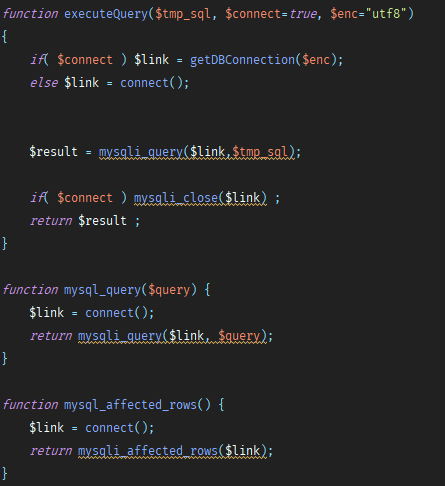 function executeQuery($tmp_sql, $connect=true, $enc="utf8")
{
if( $connect ) $link = getDBConnection($enc);
else $link = connect();
$result = mysqli_query($link,$tmp_sql);
if( $connect ) mysqli_close($link) ;
return $result ;
}
function mysql_query($query) {
$link = connect();
return mysqli_query($link, $query);
}
function mysql_affected_rows() {
$link = connect();
return mysqli_affected_rows($link);
}